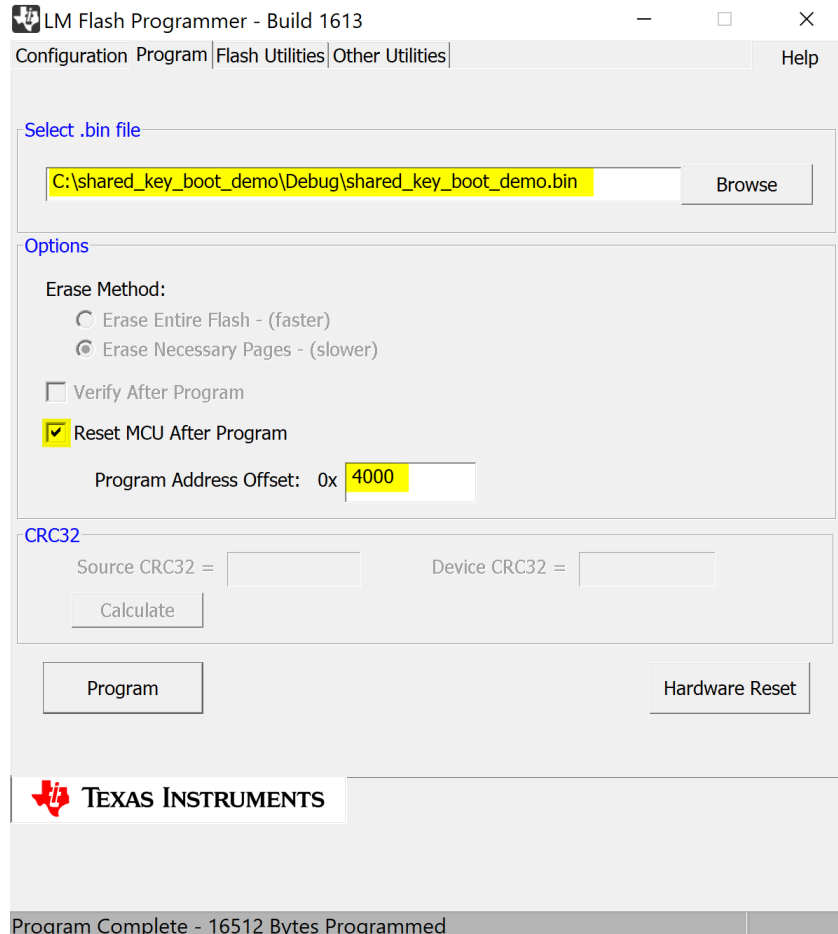 LM Flash Programmer - Build 1613
Configuration Program Flash Utilities Other Utilities Help
Select .bin file
C:\shared_key_boot_demo\Debug\shared_key_boot_demo.bin Browse
Options
Erase Method:
Erase Entire Flash - (faster)
Erase Necessary Pages - (slower)
Verify After Program
Reset MCU After Program
Program Address Offset: 0x 4000
CRC32
Source CRC32 = Device CRC32 =
Calculate
Program Hardware Reset
TEXAS INSTRUMENTS
Program Complete - 16512 Bytes Programmed